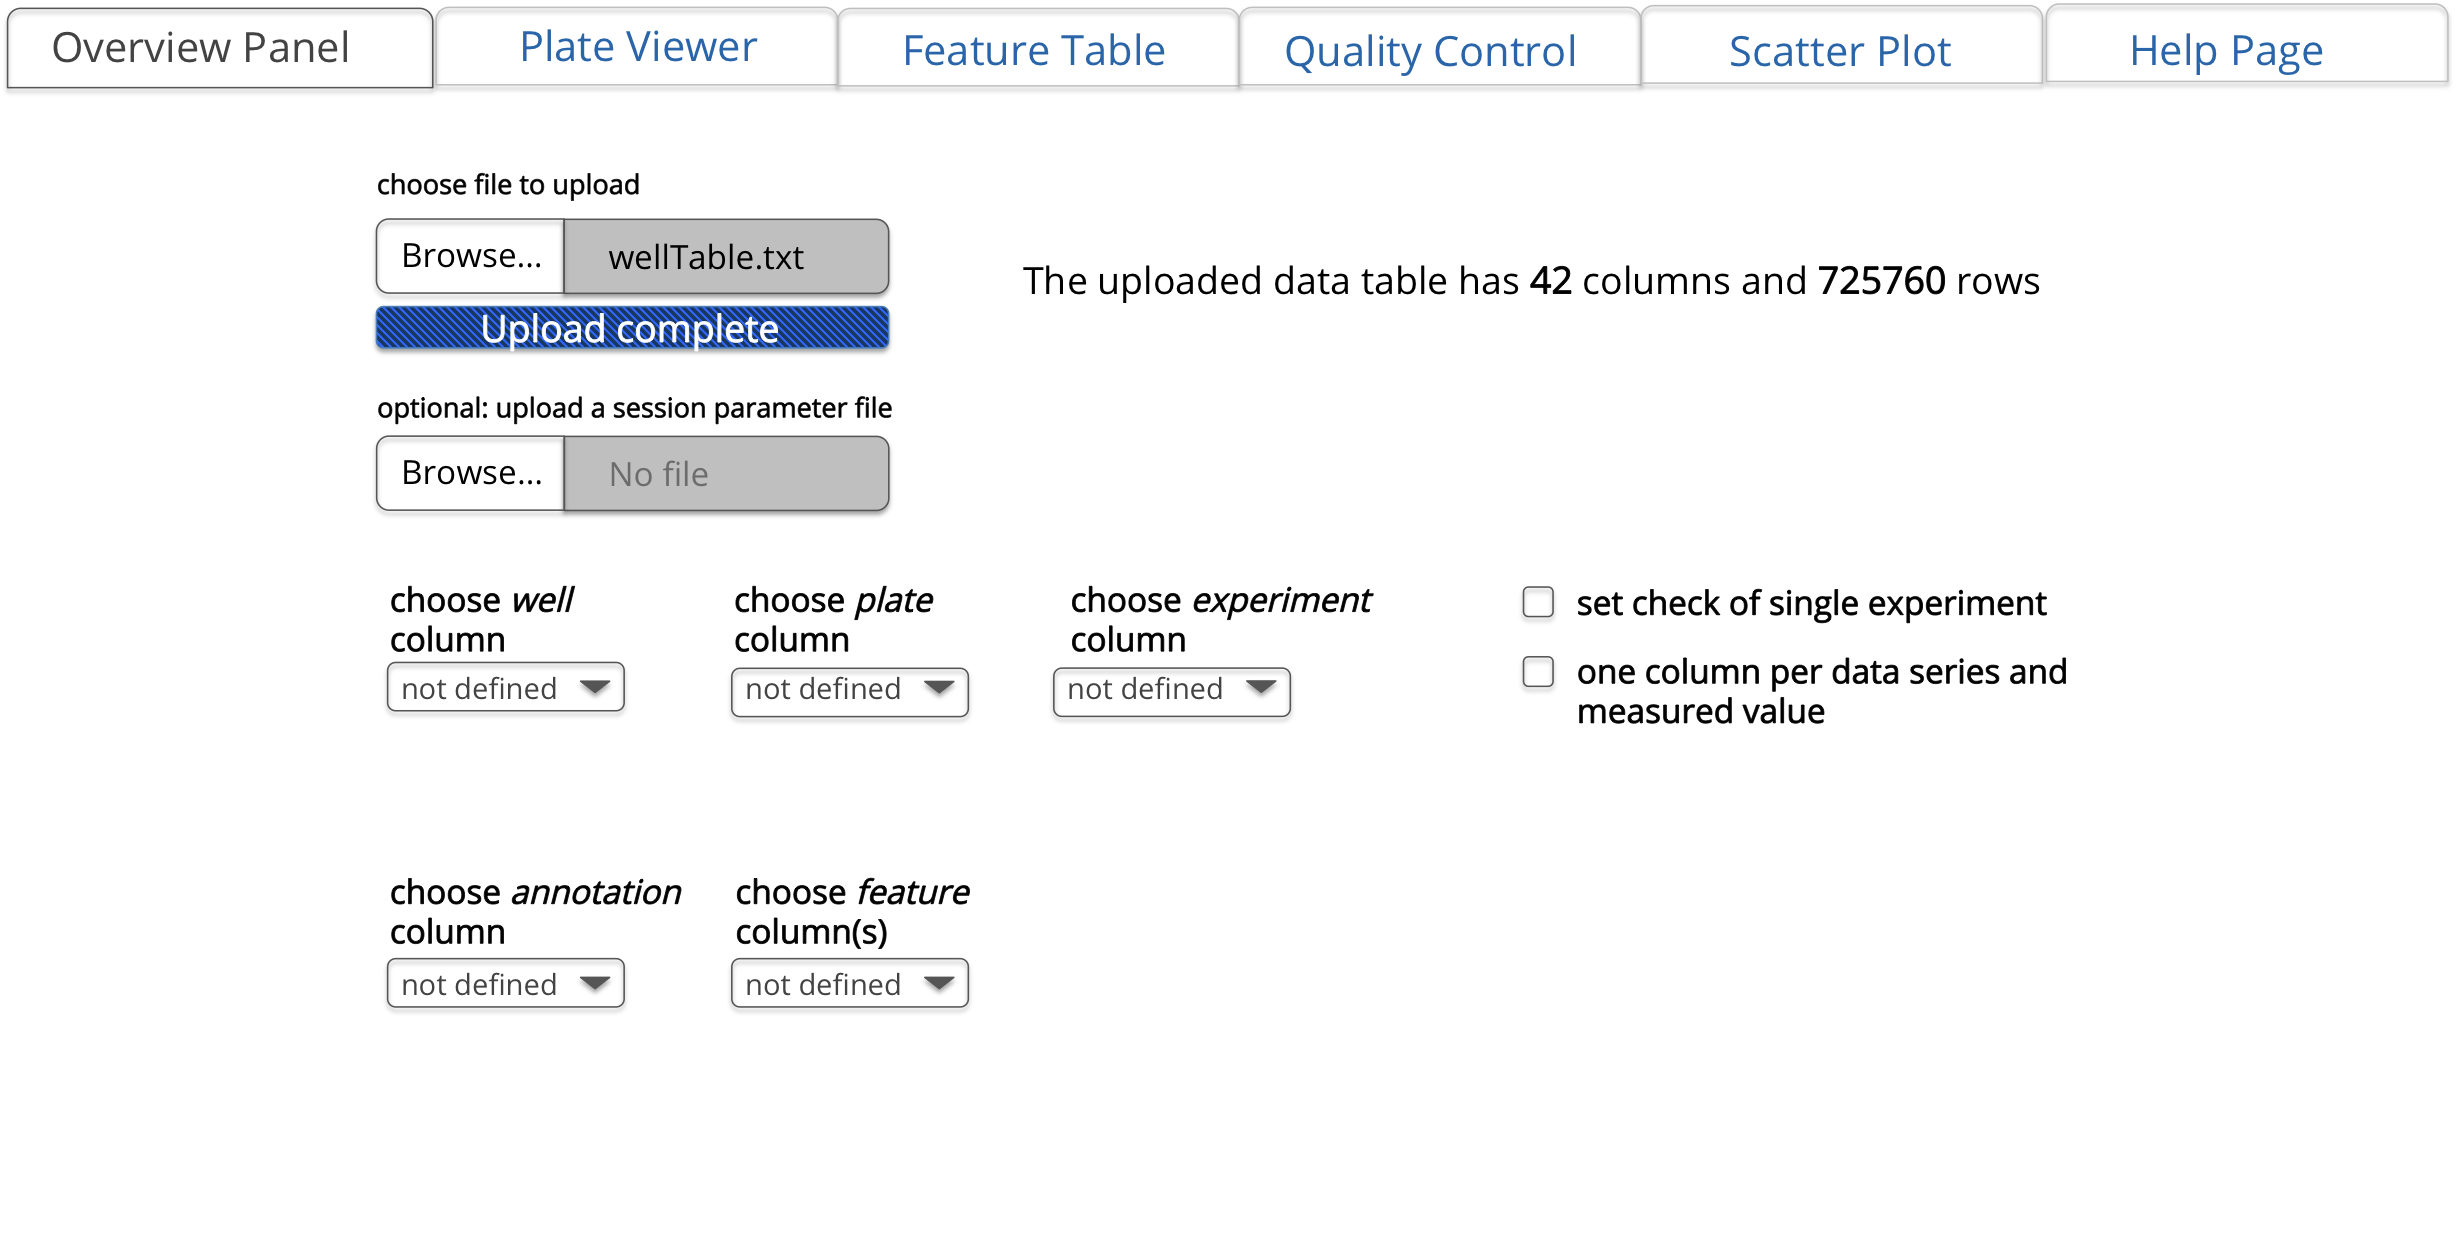 Overview Panel
Plate Viewer
Feature Table
Quality Control
Scatter Plot
Help Page
choose file to upload
Browse...
wellTable.txt
Upload complete
The uploaded data table has 42 columns and 725760 rows
optional: upload a session parameter file
Browse...
No file
choose well
column
not defined
choose plate
column
not defined
choose experiment
column
not defined
set check of single experiment
one column per data series and
measured value
choose annotation
column
not defined
choose feature
column(s)
not defined